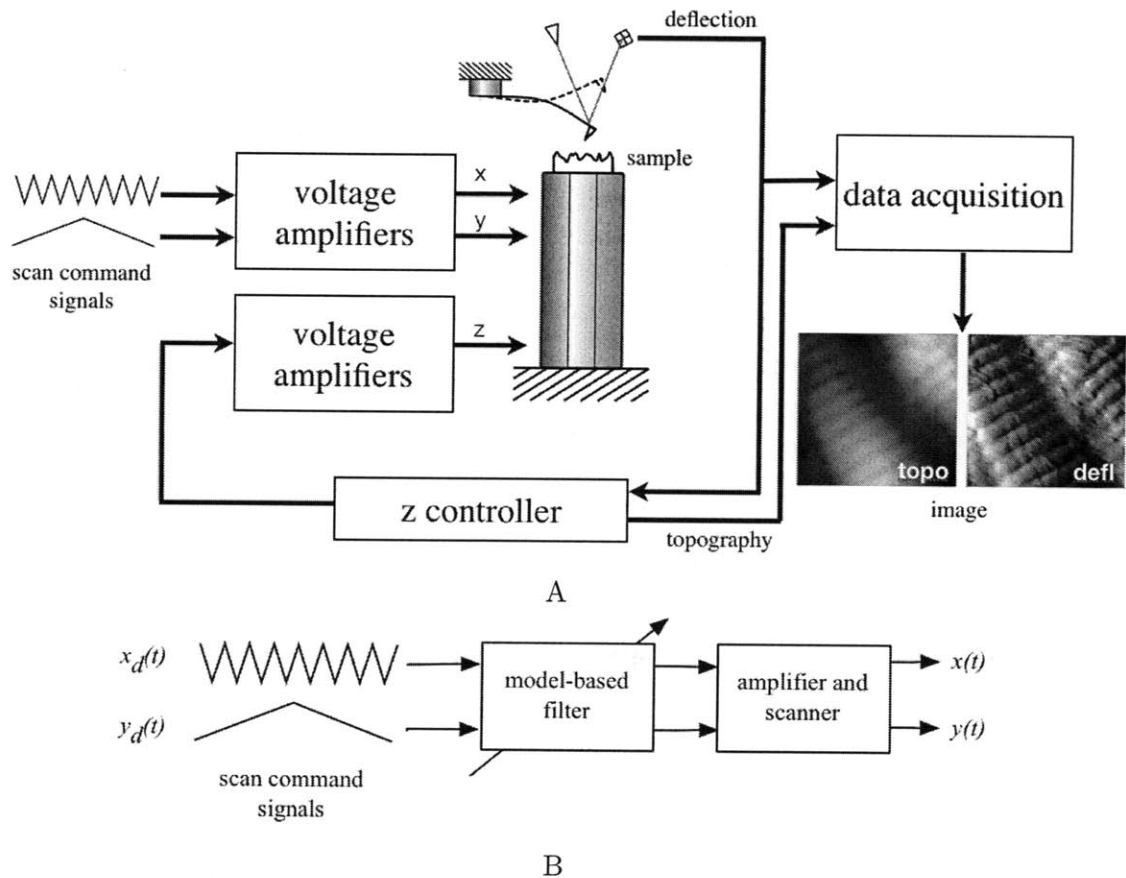 deflection
sample
voltage
amplifiers
x
y
data acquisition
scan command
signals
voltage
amplifiers
z
topo
defl
image
z controller
topography
A
x_d(t)
y_d(t)
model-based
filter
amplifier and
scanner
x(t)
y(t)
scan command
signals
B